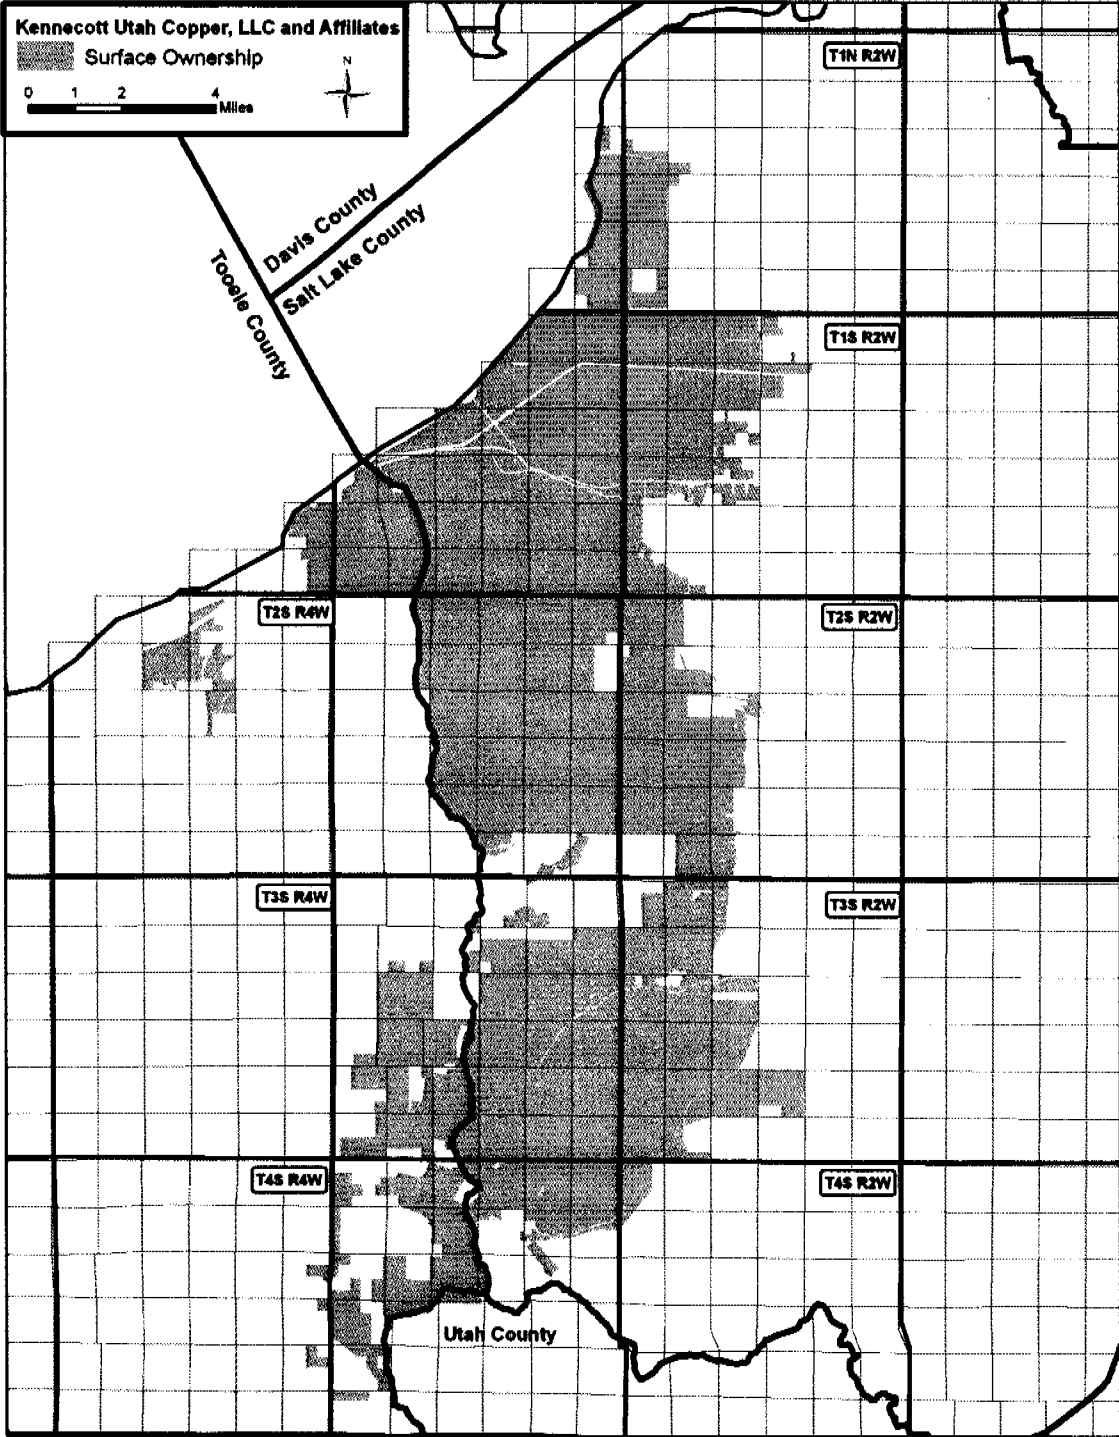 Kennecott Utah Copper, LLC and Affiliates
Surface Ownership
N
0 1 2 4
Miles
T1N R2W
Davis County
Salt Lake County
Tooele County
T1S R2W
T2S R4W
T2S R2W
T3S R4W
T3S R2W
T4S R4W
T4S R2W
Utah County